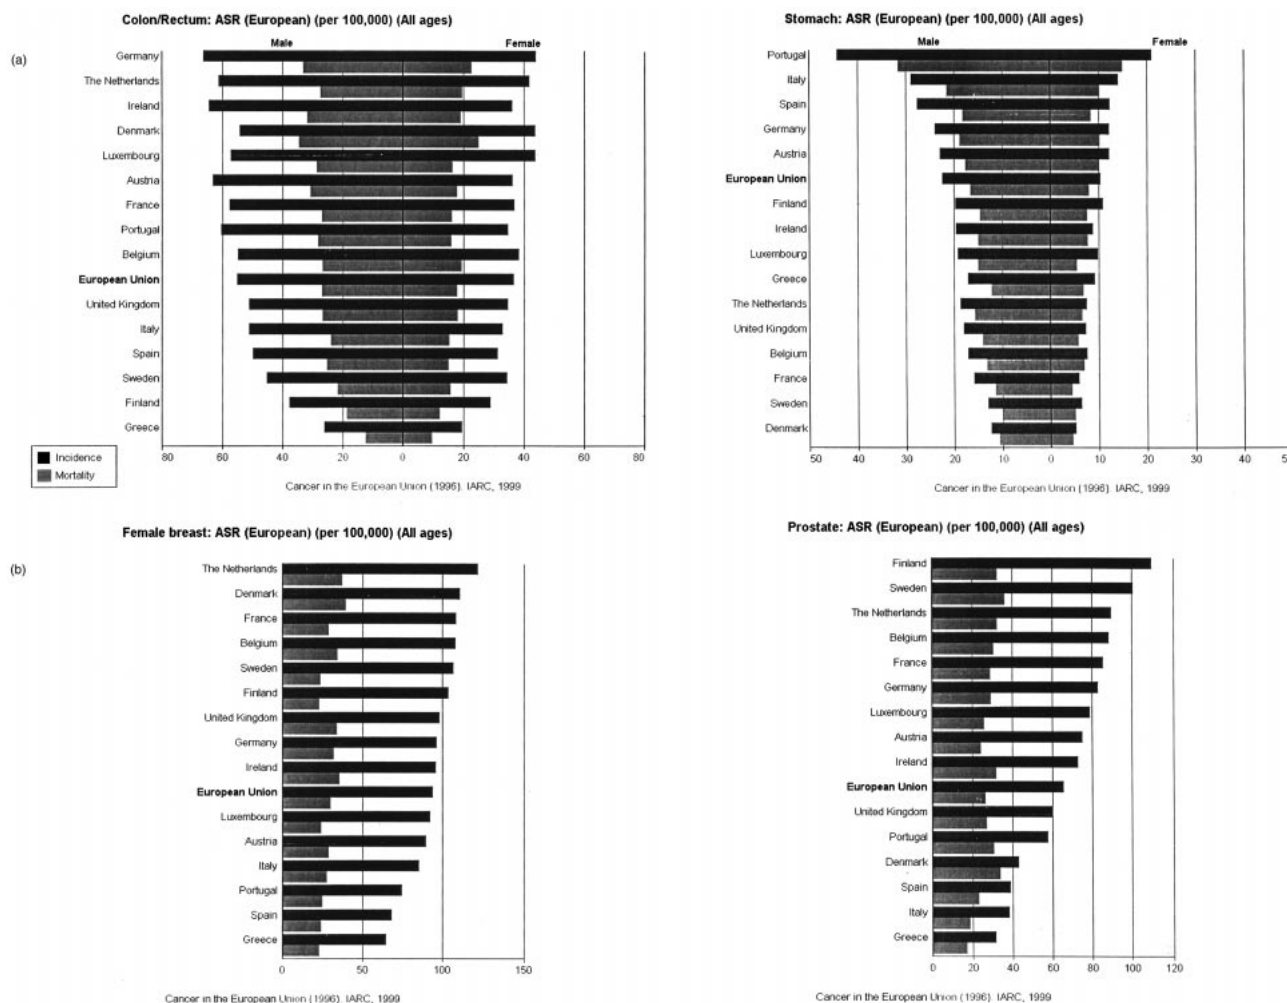 Colon/Rectum: ASR (European) (per 100,000) (All ages)
(a)
Male
Female
Germany
The Netherlands
Ireland
Denmark
Luxembourg
Austria
France
Portugal
Belgium
European Union
United Kingdom
Italy
Spain
Sweden
Finland
Greece
80 60 40 20 0 20 40 60 80
Incidence
Mortality
Cancer in the European Union (1996). IARC, 1999
Stomach: ASR (European) (per 100,000) (All ages)
Male
Female
Portugal
Italy
Spain
Germany
Austria
European Union
Finland
Ireland
Luxembourg
Greece
The Netherlands
United Kingdom
Belgium
France
Sweden
Denmark
50 40 30 20 10 0 10 20 30 40
Cancer in the European Union (1996). IARC, 1999
Female breast: ASR (European) (per 100,000) (All ages)
(b)
The Netherlands
Denmark
France
Belgium
Sweden
Finland
United Kingdom
Germany
Ireland
European Union
Luxembourg
Austria
Italy
Portugal
Spain
Greece
0 50 100 150
Cancer in the European Union (1996). IARC, 1999
Prostate: ASR (European) (per 100,000) (All ages)
Finland
Sweden
The Netherlands
Belgium
France
Germany
Luxembourg
Austria
Ireland
European Union
United Kingdom
Portugal
Denmark
Spain
Italy
Greece
0 20 40 60 80 100 120
Cancer in the European Union (1996). IARC, 1999